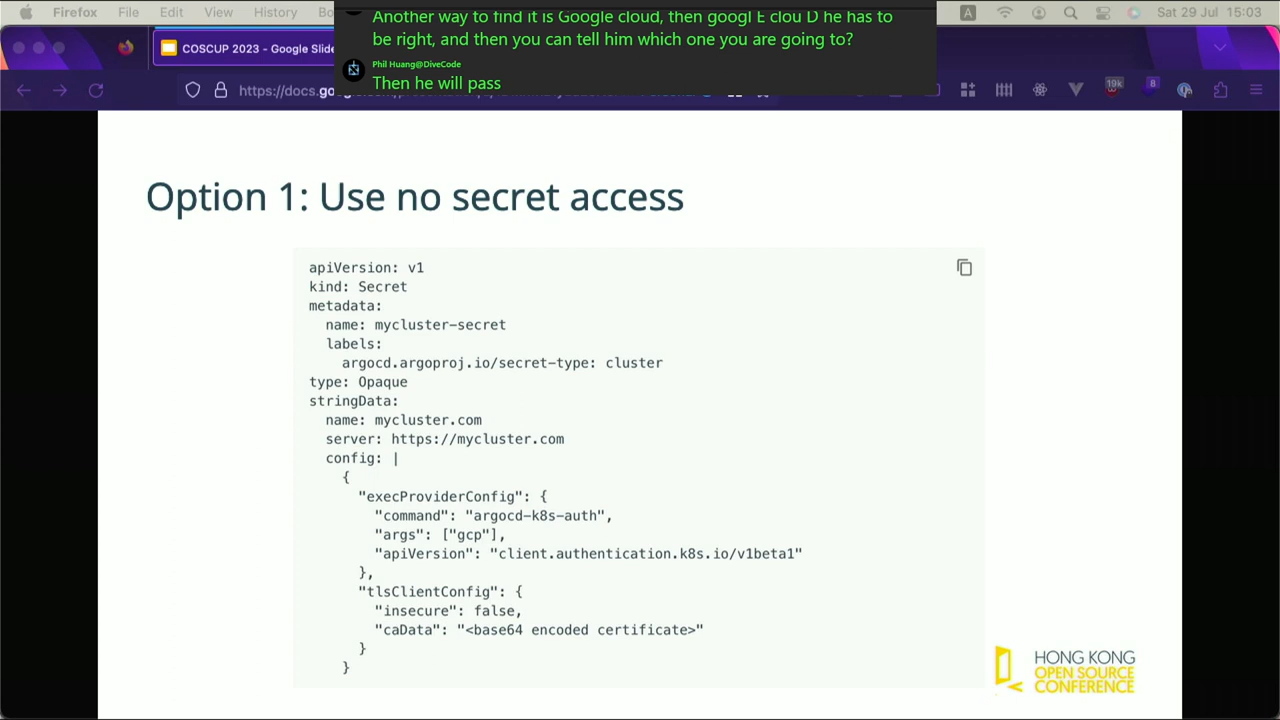 Firefox File Edit View History Bo
A Sat 29 Jul 15:03
Another way to find it is Google cloud, then googl E clou D he has to
be right, and then you can tell him which one you are going to?
Phil Huang@DiveCode
Then he will pass
COSCUP 2023 - Google Slide
https://docs.go
19k
8
Option 1: Use no secret access
apiVersion: v1
kind: Secret
metadata:
  name: mycluster-secret
  labels:
    argocd.argoproj.io/secret-type: cluster
type: Opaque
stringData:
  name: mycluster.com
  server: https://mycluster.com
  config: |
    {
      "execProviderConfig": {
        "command": "argocd-k8s-auth",
        "args": ["gcp"],
        "apiVersion": "client.authentication.k8s.io/v1beta1"
      },
      "tlsClientConfig": {
        "insecure": false,
        "caData": "<base64 encoded certificate>"
      }
    }
HONG KONG
OPEN SOURCE
CONFERENCE